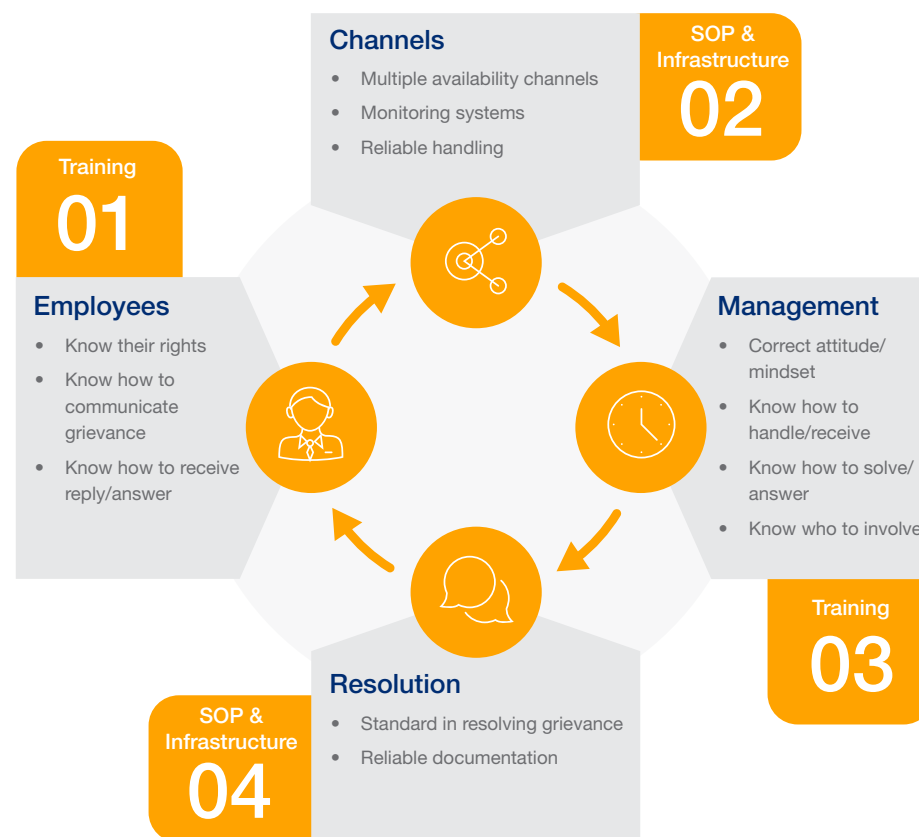 Training
01
Employees
• Know their rights
• Know how to
communicate
grievance
• Know how to receive
reply/answer
Channels
• Multiple availability channels
• Monitoring systems
• Reliable handling
SOP &
Infrastructure
02
Management
• Correct attitude/
mindset
• Know how to
handle/receive
• Know how to solve/
answer
• Know who to involve
Training
03
Resolution
• Standard in resolving grievance
• Reliable documentation
SOP &
Infrastructure
04